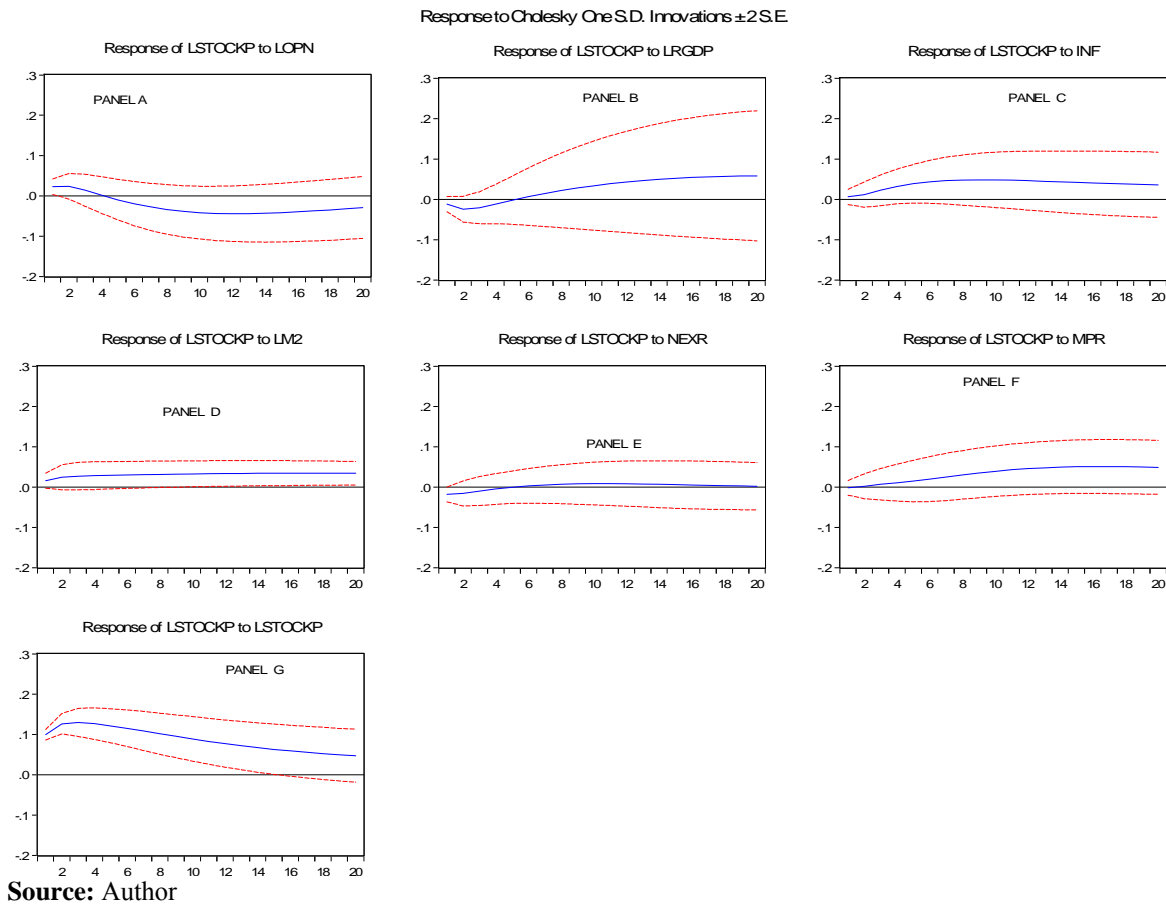 Response to Cholesky One S.D. Innovations ± 2 S.E.
Response of LSTOCKP to LOPN
.3
.2
.1
.0
-.1
-.2
PANEL A
2 4 6 8 10 12 14 16 18 20
Response of LSTOCKP to LRGDP
.3
.2
.1
.0
-.1
-.2
PANEL B
2 4 6 8 10 12 14 16 18 20
Response of LSTOCKP to INF
.3
.2
.1
.0
-.1
-.2
PANEL C
2 4 6 8 10 12 14 16 18 20
Response of LSTOCKP to LM2
.3
.2
.1
.0
-.1
-.2
PANEL D
2 4 6 8 10 12 14 16 18 20
Response of LSTOCKP to NEXR
.3
.2
.1
.0
-.1
-.2
PANEL E
2 4 6 8 10 12 14 16 18 20
Response of LSTOCKP to MPR
.3
.2
.1
.0
-.1
-.2
PANEL F
2 4 6 8 10 12 14 16 18 20
Response of LSTOCKP to LSTOCKP
.3
.2
.1
.0
-.1
-.2
PANEL G
2 4 6 8 10 12 14 16 18 20
Source: Author